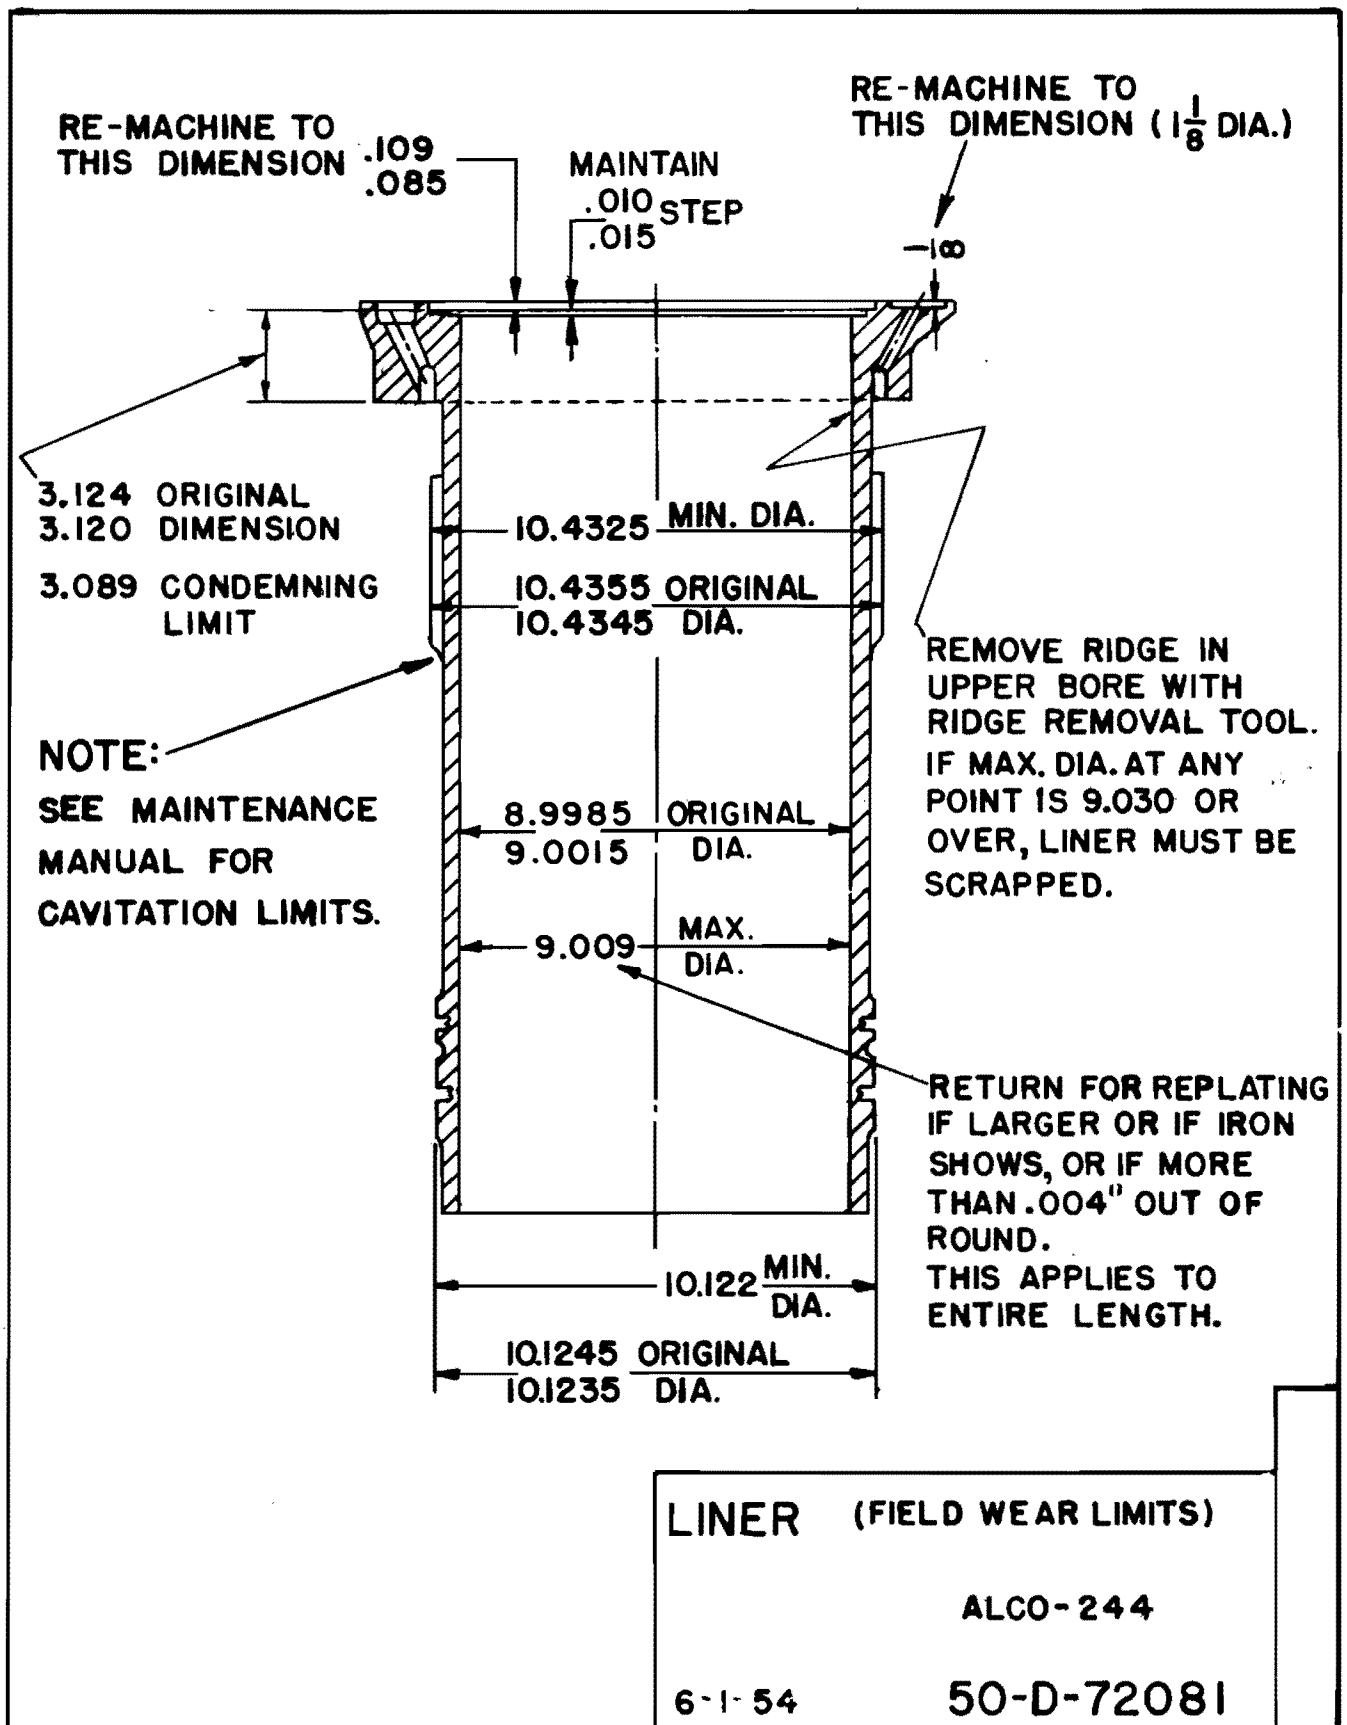 RE-MACHINE TO
THIS DIMENSION .109
.085
MAINTAIN
.010 STEP
.015
RE-MACHINE TO
THIS DIMENSION (1 1/8 DIA.)
1/8
3.124 ORIGINAL
3.120 DIMENSION
3.089 CONDEMNING
LIMIT
NOTE:
SEE MAINTENANCE
MANUAL FOR
CAVITATION LIMITS.
10.4325 MIN. DIA.
10.4355 ORIGINAL
10.4345 DIA.
8.9985 ORIGINAL
9.0015 DIA.
9.009 MAX.
DIA.
REMOVE RIDGE IN
UPPER BORE WITH
RIDGE REMOVAL TOOL.
IF MAX. DIA. AT ANY
POINT IS 9.030 OR
OVER, LINER MUST BE
SCRAPPED.
RETURN FOR REPLATING
IF LARGER OR IF IRON
SHOWS, OR IF MORE
THAN .004" OUT OF
ROUND.
THIS APPLIES TO
ENTIRE LENGTH.
10.122 MIN.
DIA.
10.1245 ORIGINAL
10.1235 DIA.
LINER (FIELD WEAR LIMITS)
ALCO-244
6-1-54 50-D-72081